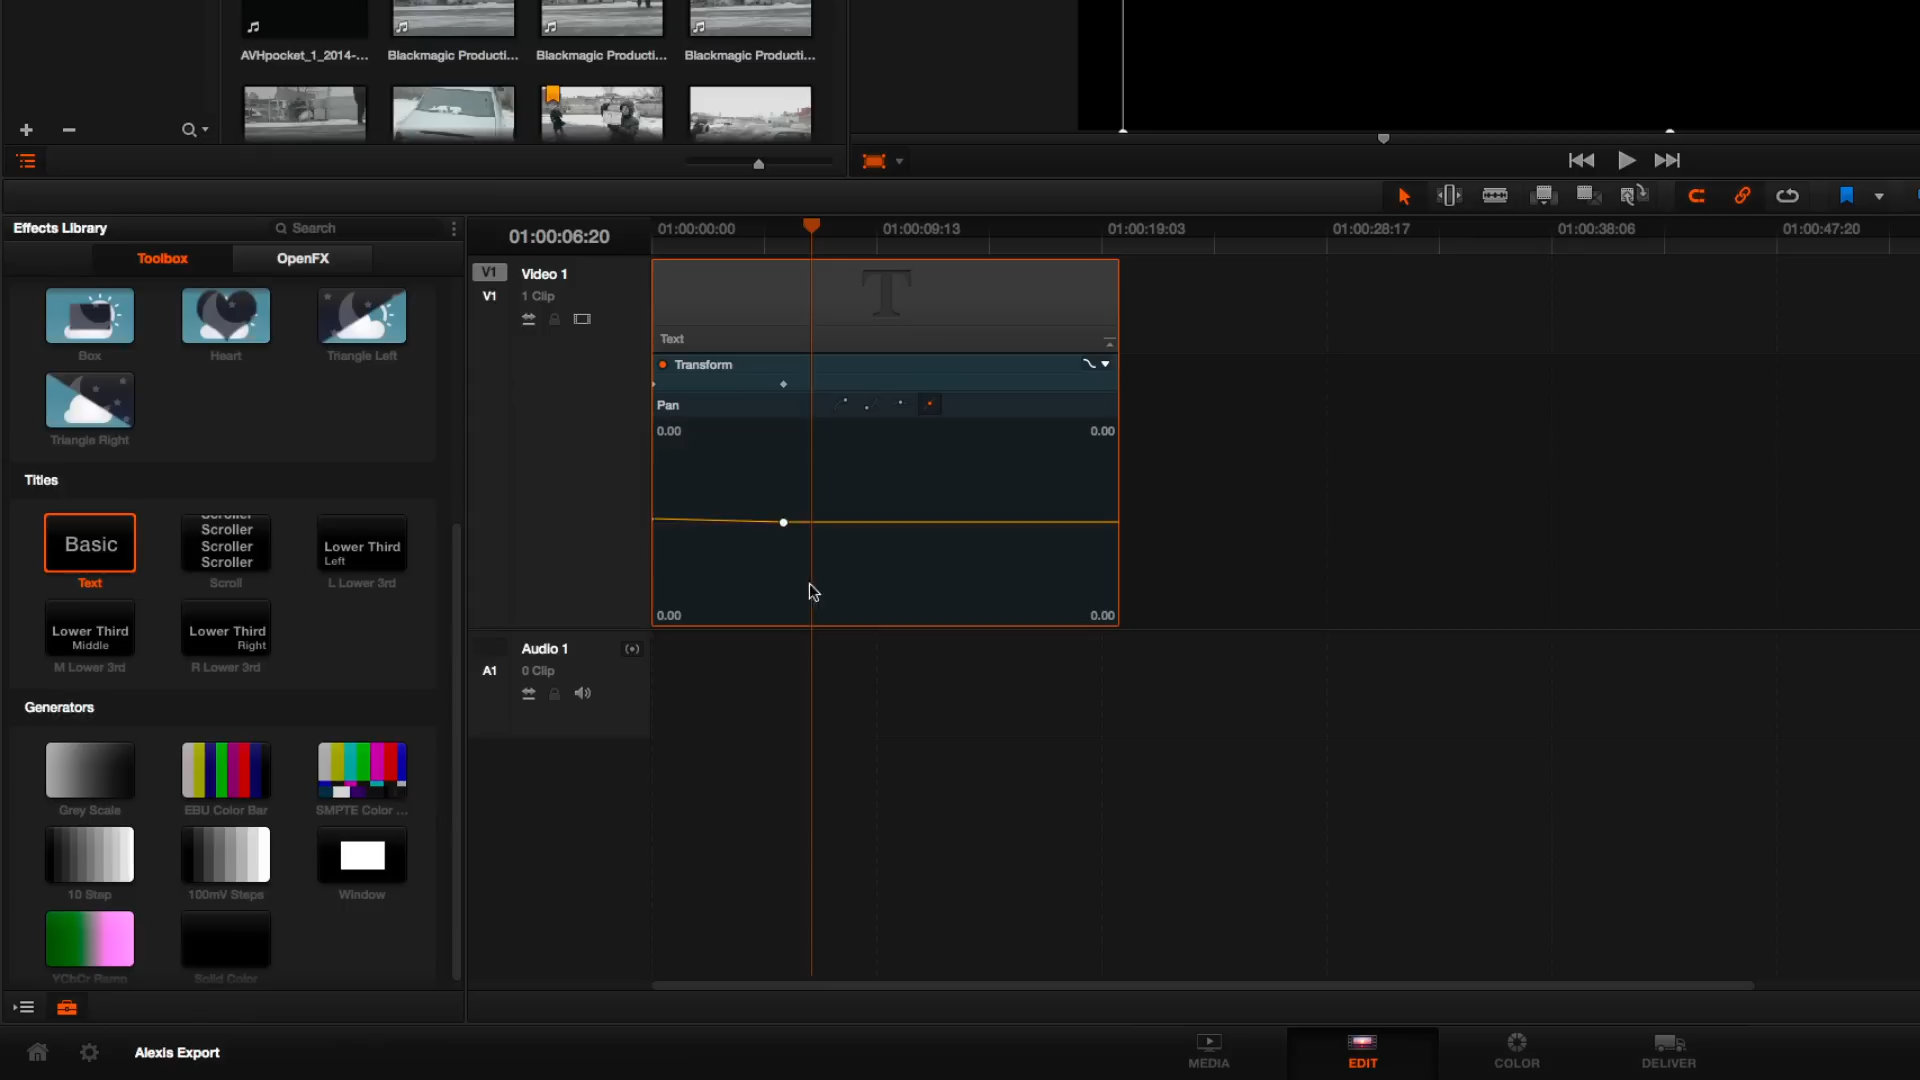 AVHpocket_1_2014-...
Blackmagic Producti...
Blackmagic Producti...
Blackmagic Producti...
Effects Library
Search
Toolbox
OpenFX
Box
Heart
Triangle Left
Triangle Right
Titles
Basic
Text
Scroller
Scroller
Scroller
Scroller
Scroll
Lower Third
Left
L Lower 3rd
Lower Third
Middle
M Lower 3rd
Lower Third
Right
R Lower 3rd
Generators
Grey Scale
EBU Color Bar
SMPTE Color ...
10 Step
100mV Steps
Window
YCbCr Ramp
Solid Color
01:00:06:20
01:00:00:00
01:00:09:13
01:00:19:03
01:00:28:17
01:00:38:06
01:00:47:20
V1
Video 1
V1
1 Clip
T
Text
Transform
Pan
0.00
0.00
0.00
0.00
Audio 1
A1
0 Clip
Alexis Export
MEDIA
EDIT
COLOR
DELIVER